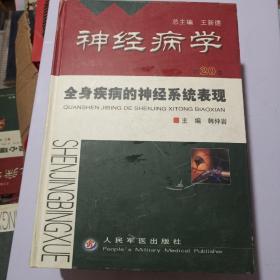 总主编 王新德
神经病学
20
全身疾病的神经系统表现
QUANSHEN JIBING DE SHENJING XITONG BIAOXIAN
主 编 韩仲岩
SHENJINGBINGXUE
人民军医出版社
People's Military Medical Publisher